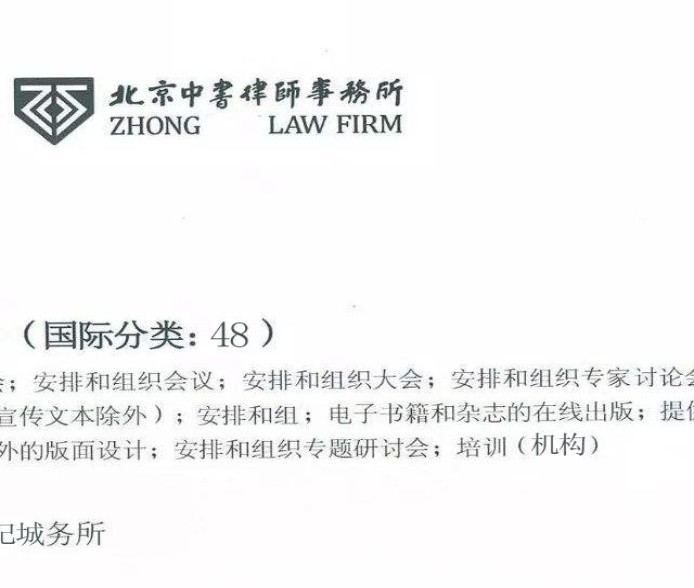 北京中書律師事務所
ZHONG LAW FIRM
（国际分类：48）
会；安排和组织会议；安排和组织大会；安排和组织专家讨论会
宣传文本除外）；安排和组；电子书籍和杂志的在线出版；提供
外的版面设计；安排和组织专题研讨会；培训（机构）
记城务所